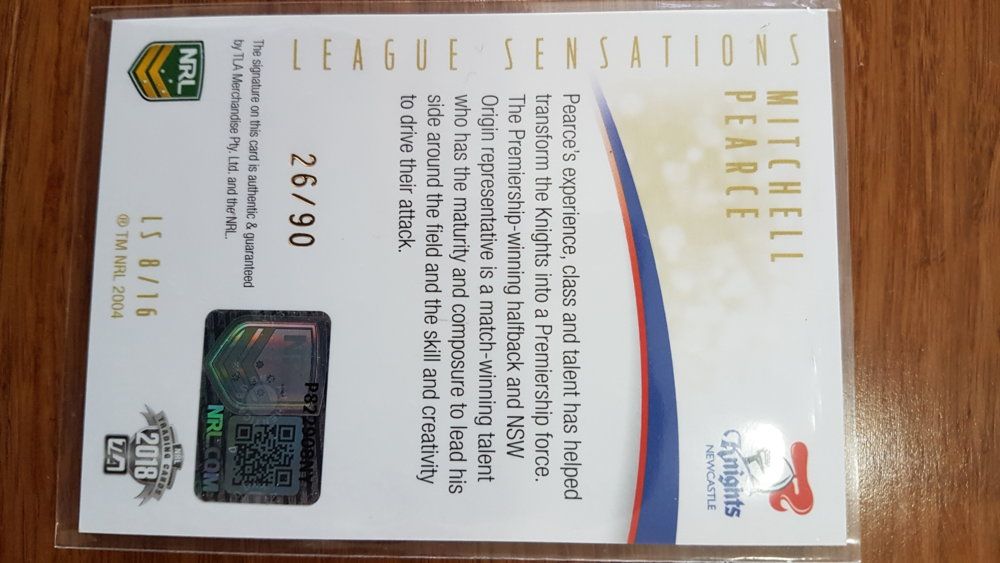 LEAGUE SENSATIONS
MITCHELL
PEARCE
Knights
NEWCASTLE
Pearce's experience, class and talent has helped
transform the Knights into a Premiership force.
The Premiership-winning halfback and NSW
Origin representative is a match-winning talent
who has the maturity and composure to lead his
side around the field and the skill and creativity
to drive their attack.
26/90
The signature on this card is authentic & guaranteed
by TLA Merchandise Pty. Ltd. and the NRL.
NRL
LS 8/16
® TM NRL 2004
NRL.COM
NRL
TRADING CARDS
2018
TLA